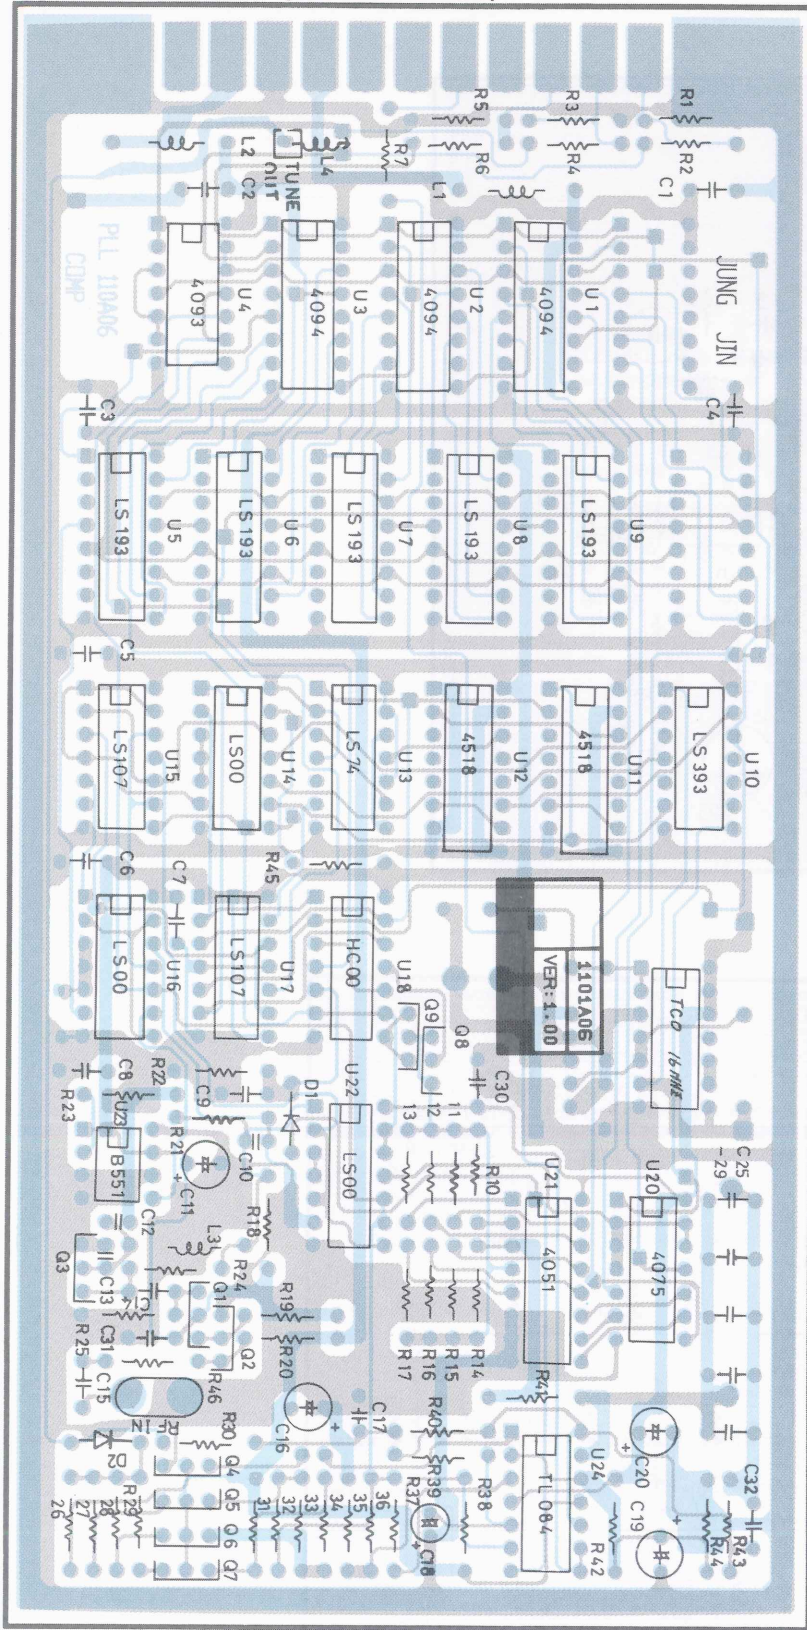 R5
R3
R1
L2
L4
R7
R6
R4
R2
TUNE
OUT
C2
L1
C1
PLL 110A06
COMP
4093
U4
4094
U3
4094
U2
4094
U1
JUNG JIN
C3
C4
LS193
U5
LS193
U6
LS193
U7
LS193
U8
LS193
U9
C5
LS107
U15
LS00
U14
LS74
U13
4518
U12
4518
U11
LS393
U10
C6
C7
R45
LS00
U16
LS107
U17
HC00
U18
Q9
Q8
1101A06
VER:1.00
TCO 16 MHZ
C8
R22
C9
D1
U22
13
12
11
C30
R23
U23
B551
R21
C11
+
C10
LS00
R10
U21
U20
C25
-29
C12
R18
L3
4051
4075
Q3
C13
R24
Q1
R19
C31
Q2
R20
R17
R16
R15
R14
R25
C15
R46
C16
+
C17
R40
R41
RF IN
R30
Q4
R39
R38
TL084
U24
C20
+
C32
R29
Q5
R37
C18
+
C19
+
26
27
28
Q6
Q7
31
32
33
34
35
36
R42
R44
R43